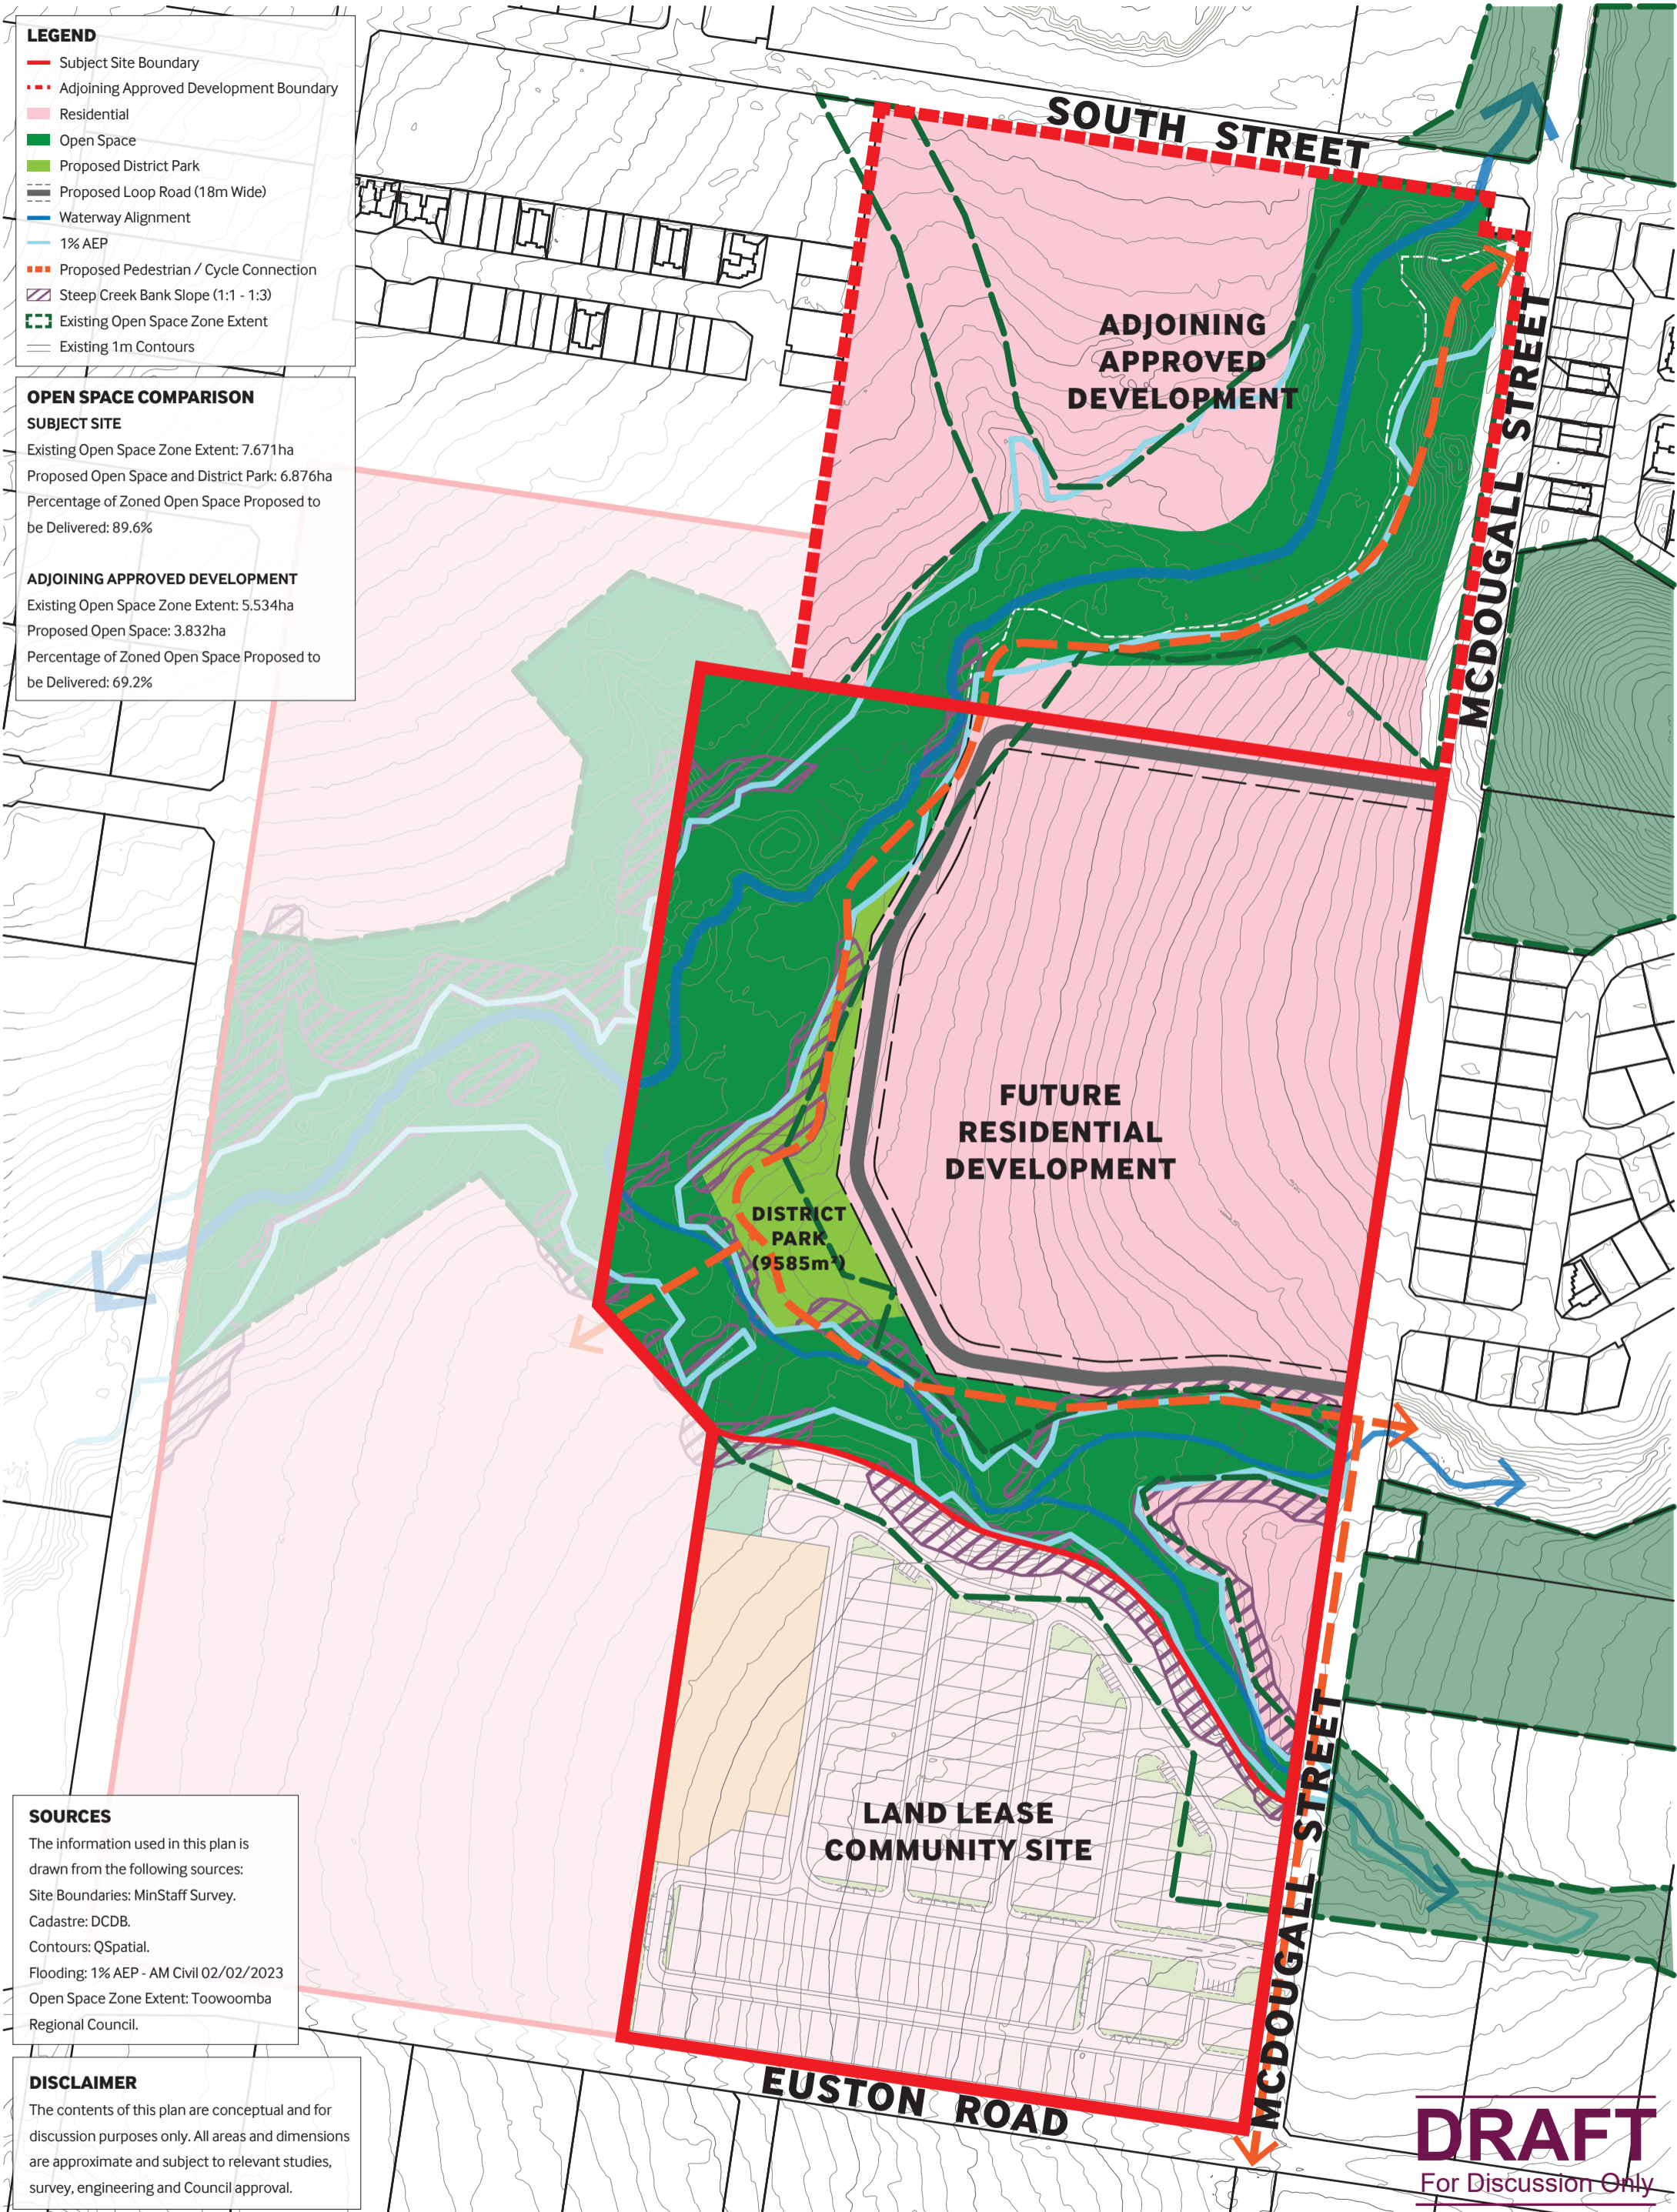 LEGEND
Subject Site Boundary
Adjoining Approved Development Boundary
Residential
Open Space
Proposed District Park
Proposed Loop Road (18m Wide)
Waterway Alignment
1% AEP
Proposed Pedestrian / Cycle Connection
Steep Creek Bank Slope (1:1 - 1:3)
Existing Open Space Zone Extent
Existing 1m Contours
OPEN SPACE COMPARISON
SUBJECT SITE
Existing Open Space Zone Extent: 7.671ha
Proposed Open Space and District Park: 6.876ha
Percentage of Zoned Open Space Proposed to
be Delivered: 89.6%
ADJOINING APPROVED DEVELOPMENT
Existing Open Space Zone Extent: 5.534ha
Proposed Open Space: 3.832ha
Percentage of Zoned Open Space Proposed to
be Delivered: 69.2%
SOUTH STREET
ADJOINING
APPROVED
DEVELOPMENT
MCDOUGALL STREET
FUTURE
RESIDENTIAL
DEVELOPMENT
DISTRICT
PARK
(9585m²)
LAND LEASE
COMMUNITY SITE
MCDOUGALL STREET
MCDOUGALL STREET
EUSTON ROAD
SOURCES
The information used in this plan is
drawn from the following sources:
Site Boundaries: MinStaff Survey.
Cadastre: DCDB.
Contours: QSpatial.
Flooding: 1% AEP - AM Civil 02/02/2023
Open Space Zone Extent: Toowoomba
Regional Council.
DISCLAIMER
The contents of this plan are conceptual and for
discussion purposes only. All areas and dimensions
are approximate and subject to relevant studies,
survey, engineering and Council approval.
DRAFT
For Discussion Only